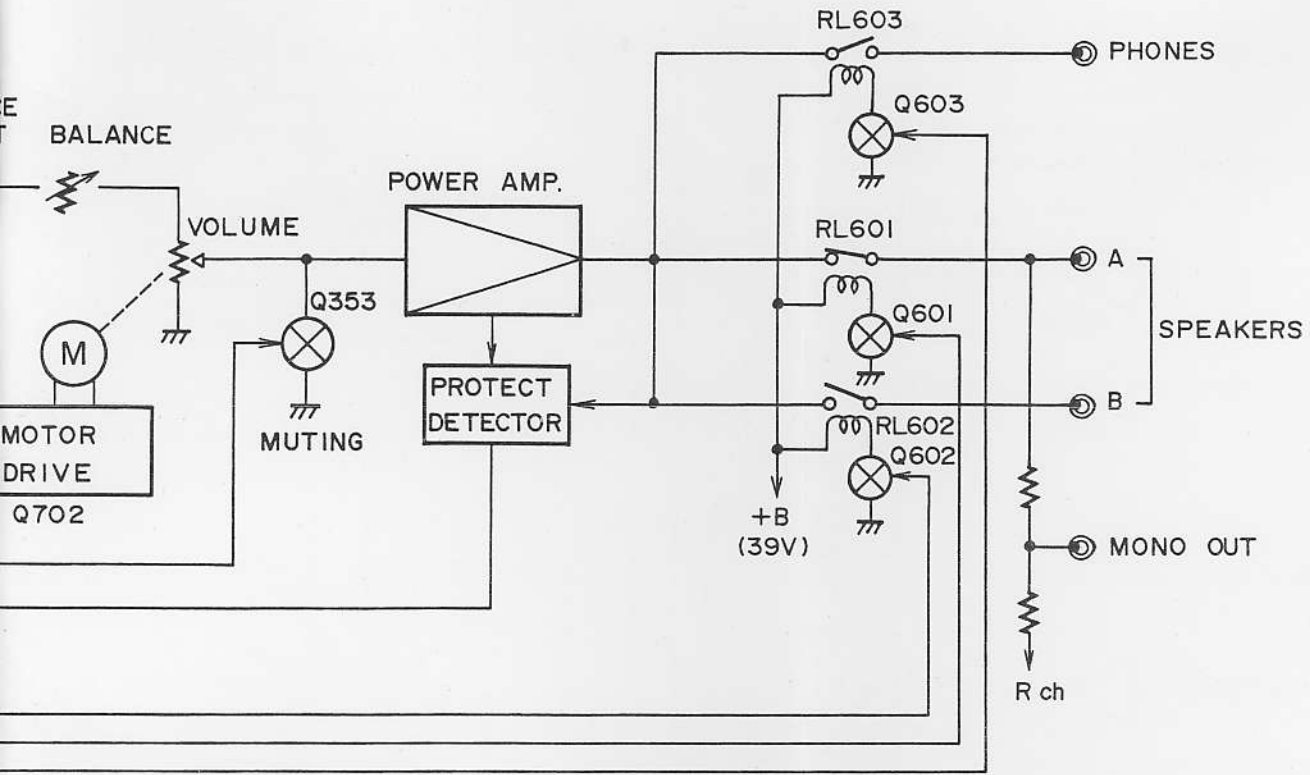 RL603
PHONES
Q603
BALANCE
POWER AMP.
VOLUME
RL601
A
Q353
Q601
SPEAKERS
M
PROTECT
DETECTOR
B
RL602
MOTOR
DRIVE
MUTING
Q602
Q702
+B
(39V)
MONO OUT
R ch